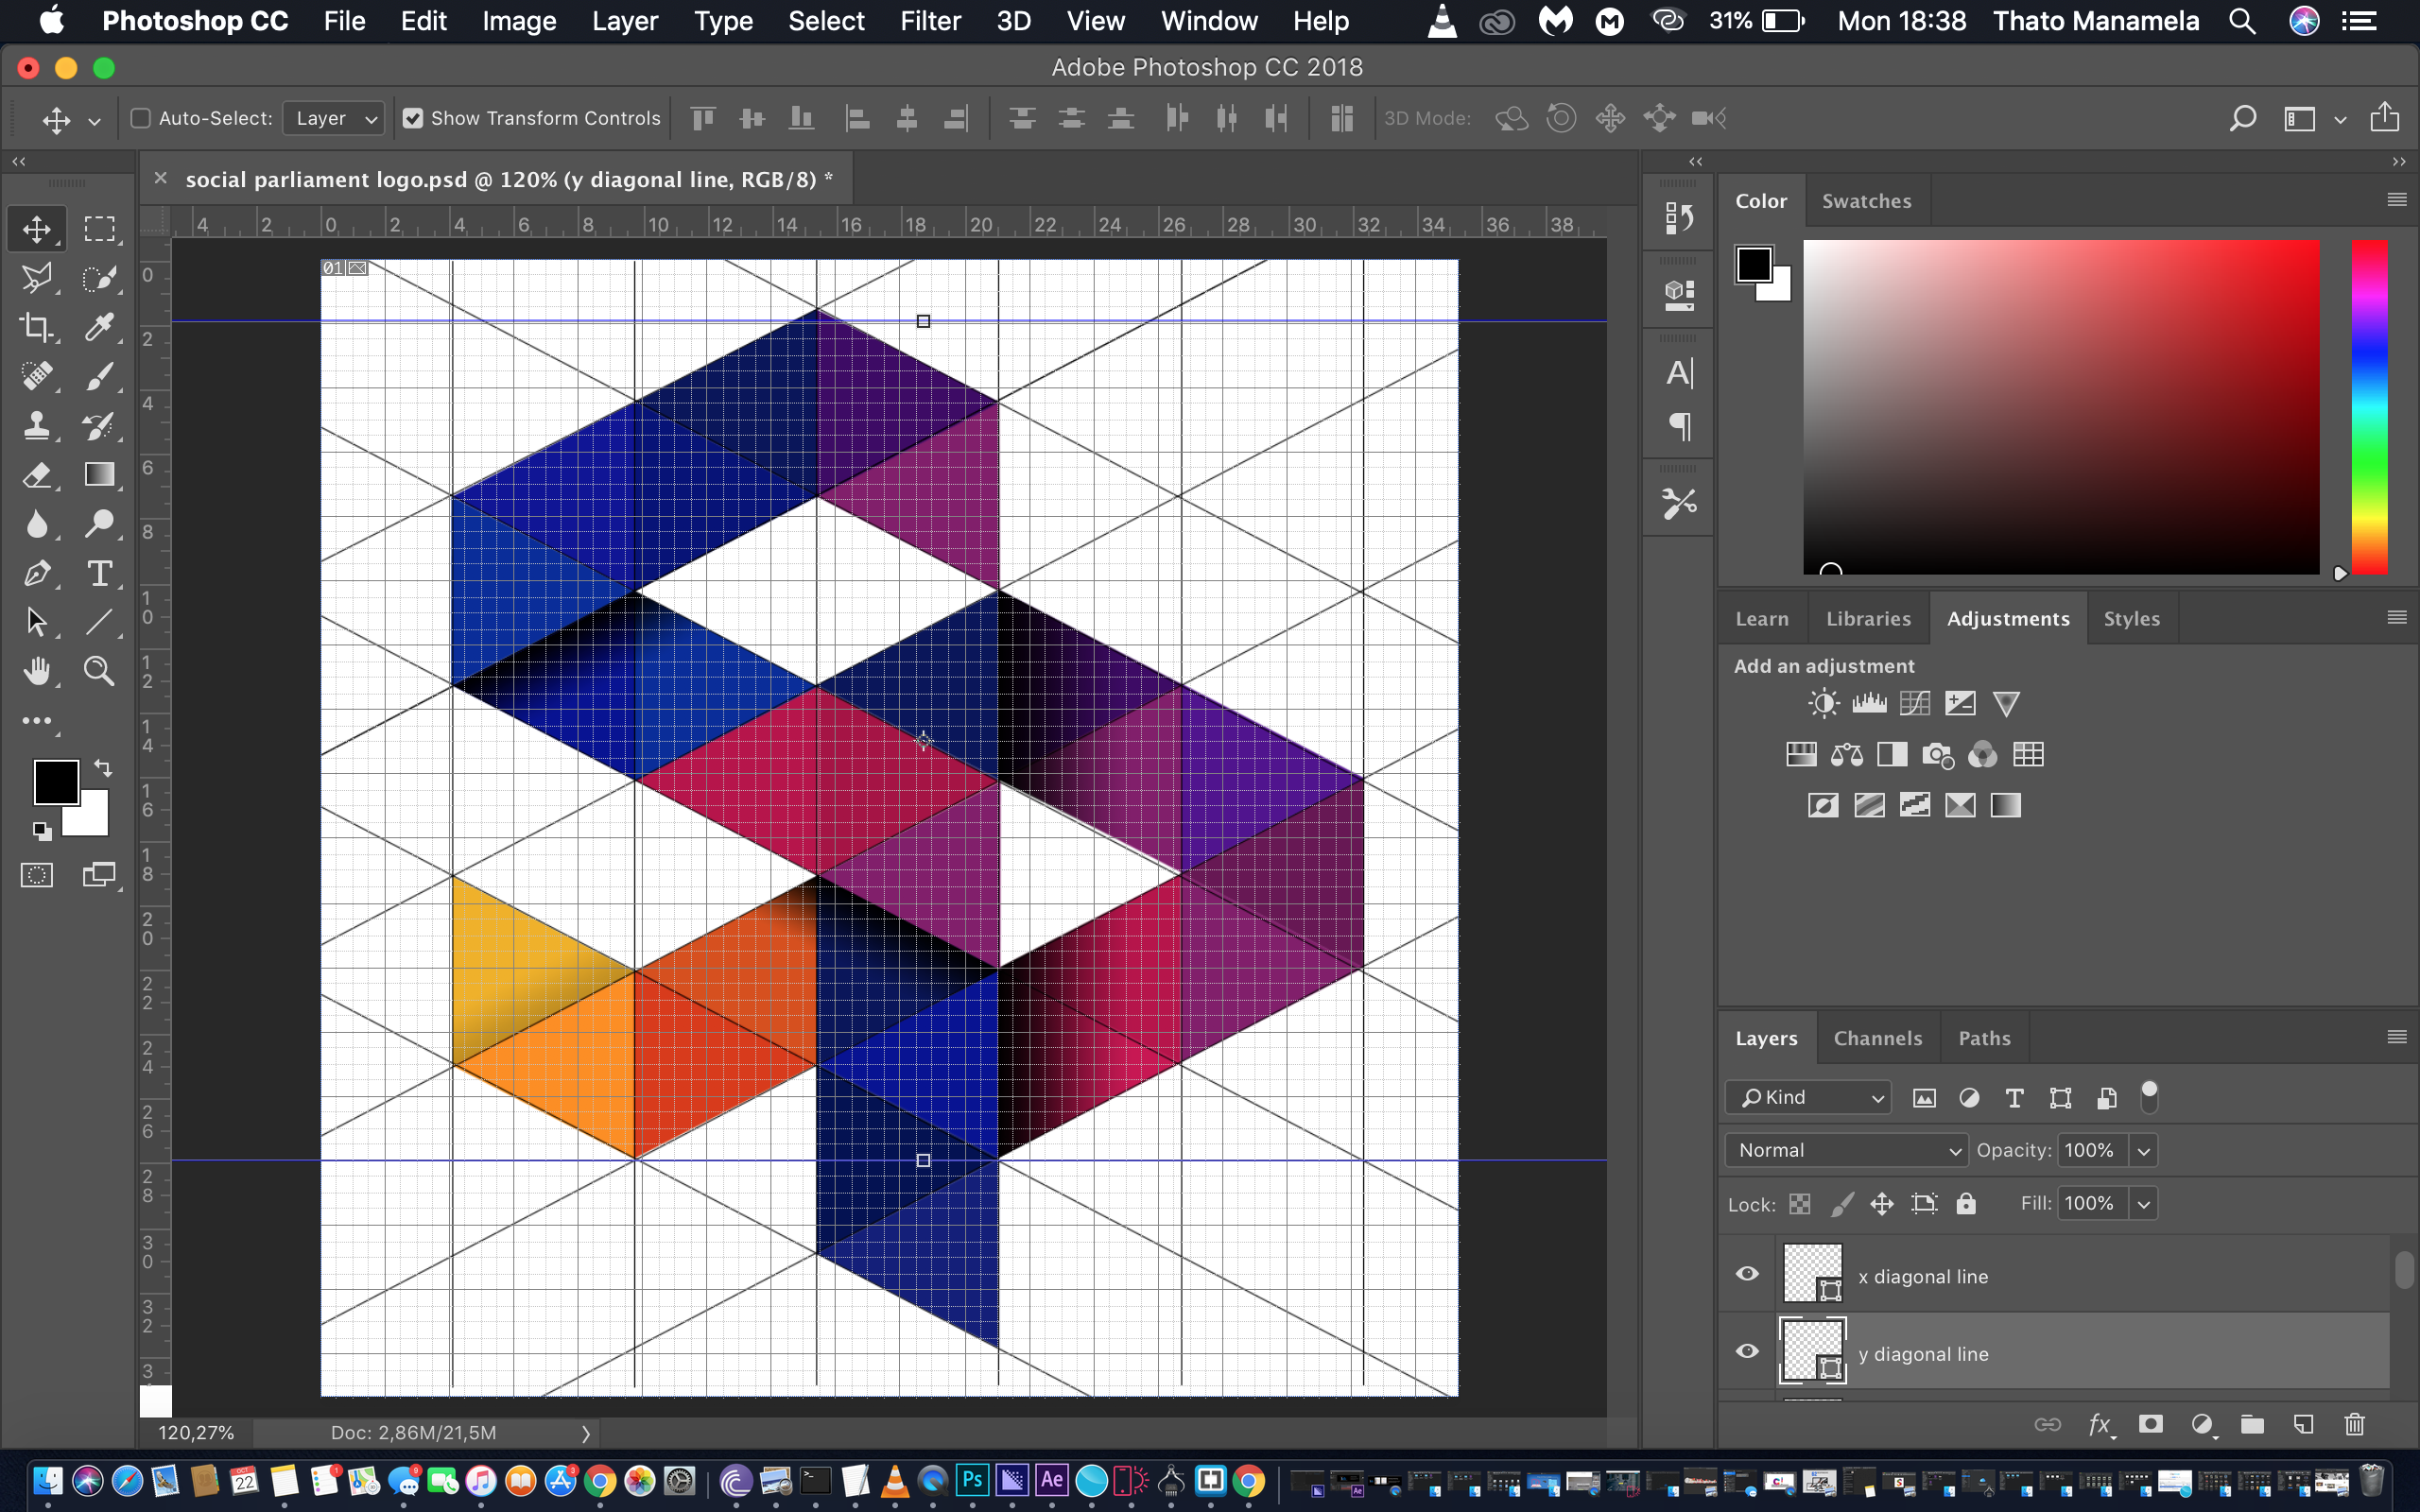 Photoshop CC File Edit Image Layer Type Select Filter 3D View Window Help 31% Mon 18:38 Thato Manamela
Adobe Photoshop CC 2018
Auto-Select: Layer Show Transform Controls 3D Mode:
social parliament logo.psd @ 120% (y diagonal line, RGB/8) *
4 2 0 2 4 6 8 10 12 14 16 18 20 22 24 26 28 30 32 34 36 38
01
0
2
4
6
8
10
12
14
16
18
20
22
24
26
28
30
32
3
Color Swatches
Learn Libraries Adjustments Styles
Add an adjustment
Layers Channels Paths
Kind
Normal Opacity: 100%
Lock: Fill: 100%
x diagonal line
y diagonal line
fx
120,27% Doc: 2,86M/21,5M
OCT
22
Ps Ae